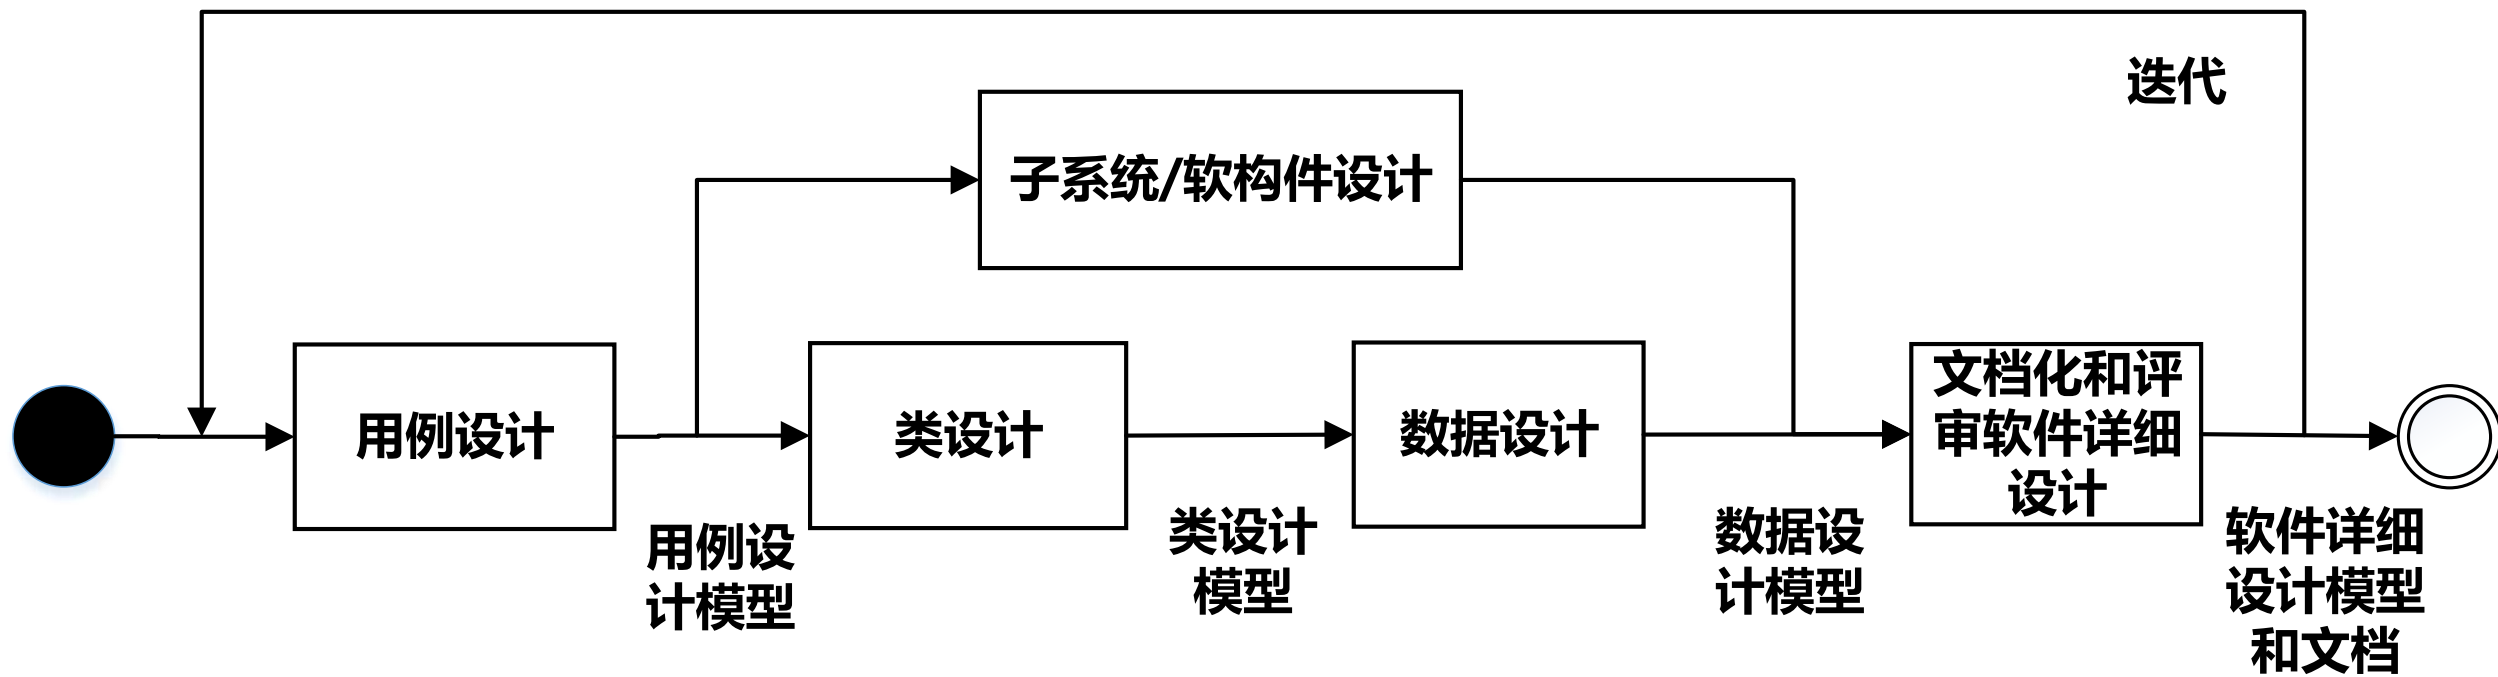 迭代
子系统/软构件设计
用例设计
类设计
数据设计
文档化和评
审软件详细
设计
用例设
计模型
类设计
模型
数据设
计模型
软件详细
设计模型
和文档